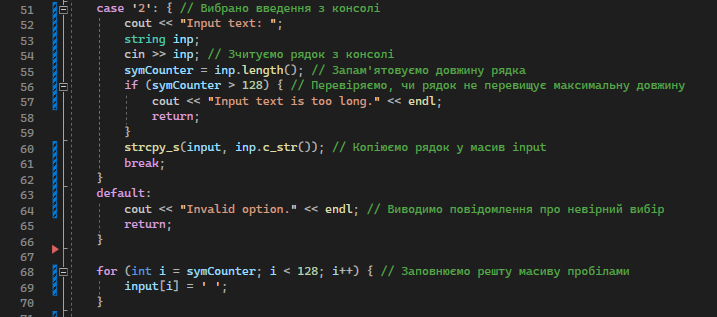 51 case '2': { // Вибрано введення з консолі
52 cout << "Input text: ";
53 string inp;
54 cin >> inp; // Зчитуємо рядок з консолі
55 symCounter = inp.length(); // Запам'ятовуємо довжину рядка
56 if (symCounter > 128) { // Перевіряємо, чи рядок не перевищує максимальну довжину
57 cout << "Input text is too long." << endl;
58 return;
59 }
60 strcpy_s(input, inp.c_str()); // Копіюємо рядок у масив input
61 break;
62 }
63 default:
64 cout << "Invalid option." << endl; // Виводимо повідомлення про невірний вибір
65 return;
66 }
67
68 for (int i = symCounter; i < 128; i++) { // Заповнюємо решту масиву пробілами
69 input[i] = ' ';
70 }